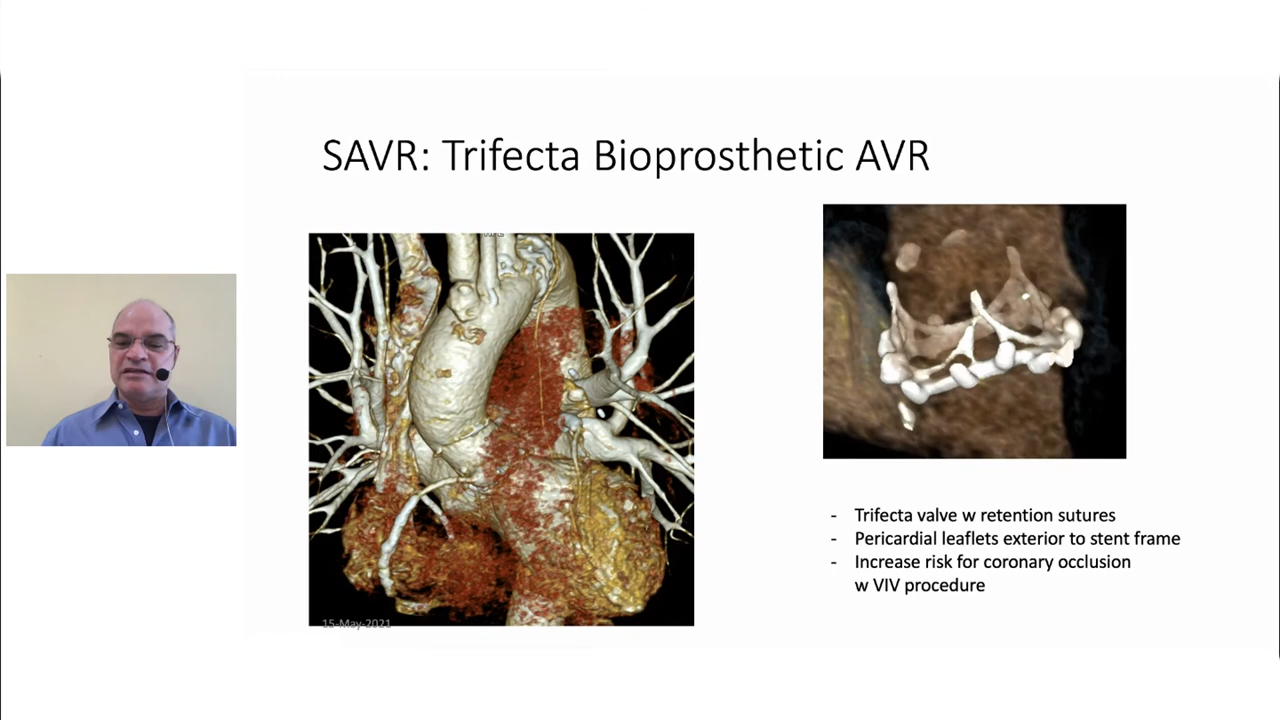 SAVR: Trifecta Bioprosthetic AVR
- Trifecta valve w retention sutures
- Pericardial leaflets exterior to stent frame
- Increase risk for coronary occlusion
w VIV procedure
15-May-2021